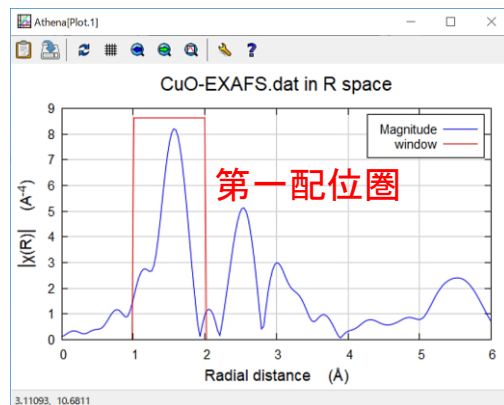 Athena[Plot.1]
CuO-EXAFS.dat in R space
Magnitude
window
第一配位圏
|χ(R)| (A⁻⁴)
9
8
7
6
5
4
3
2
1
0
0 1 2 3 4 5 6
Radial distance (Å)
3.11093, 10.6811